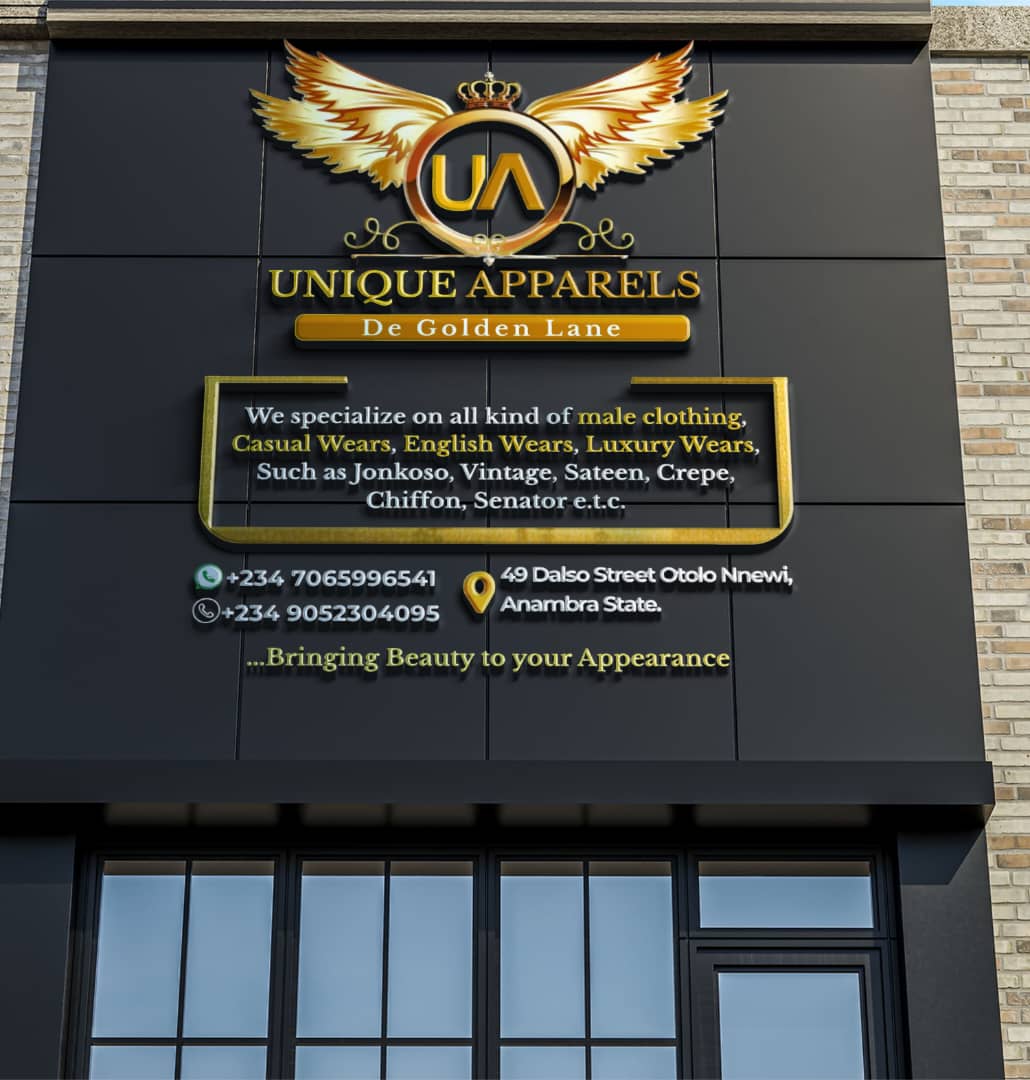 UA
UNIQUE APPARELS
De Golden Lane
We specialize on all kind of male clothing,
Casual Wears, English Wears, Luxury Wears,
Such as Jonkoso, Vintage, Sateen, Crepe,
Chiffon, Senator e.t.c.
+234 7065996541
+234 9052304095
49 Dalso Street Otolo Nnewi,
Anambra State.
...Bringing Beauty to your Appearance